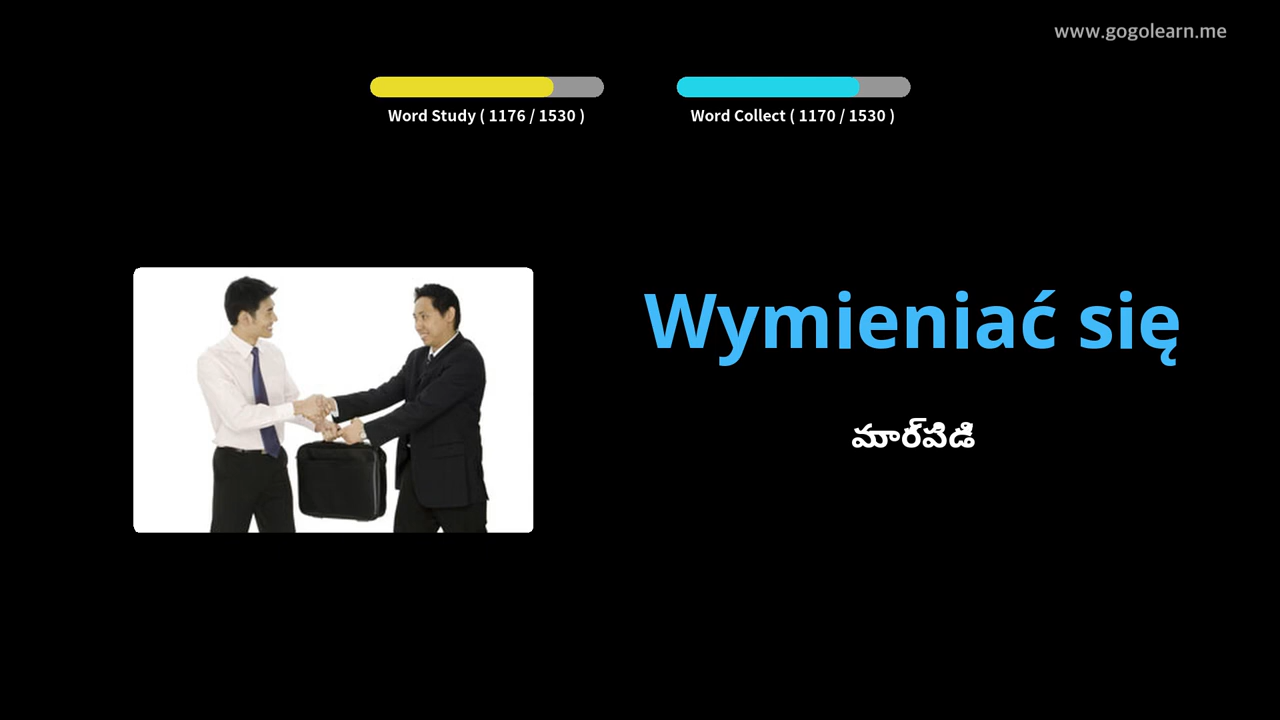 www.gogolearn.me
Word Study ( 1176 / 1530 )
Word Collect ( 1170 / 1530 )
Wymieniać się
మార్‌పిడి